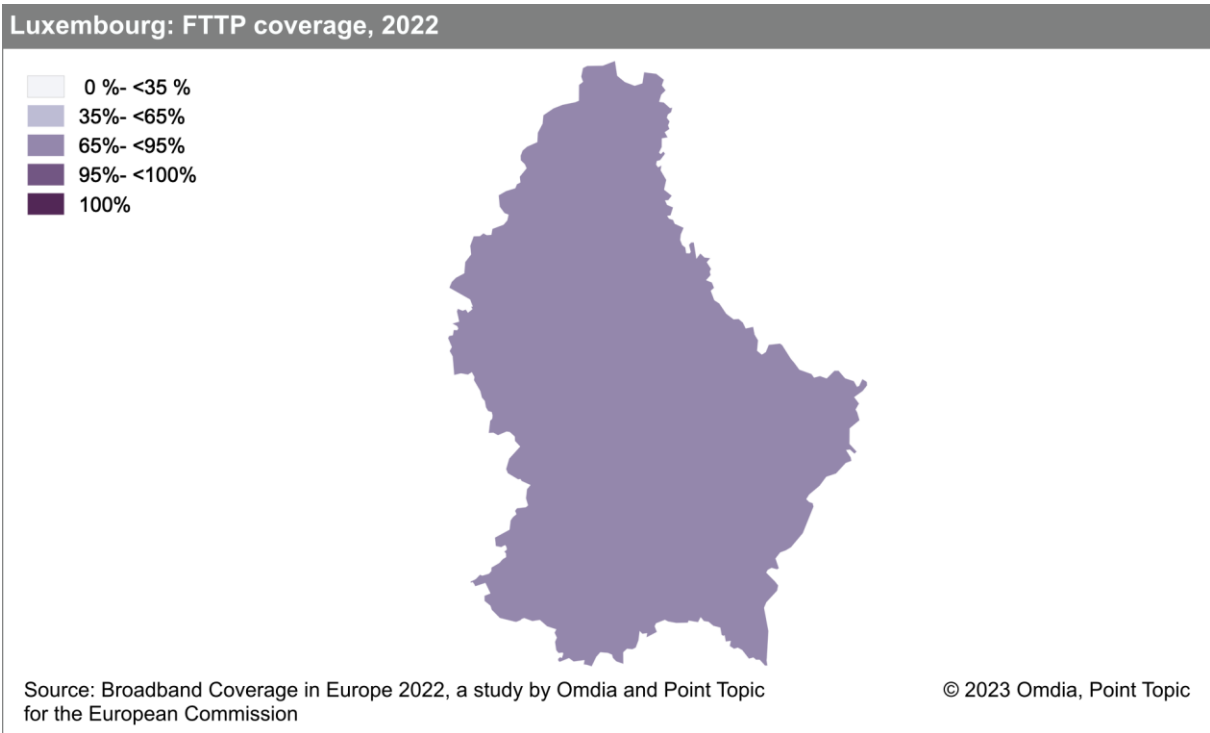 Luxembourg: FTTP coverage, 2022
0 %- <35 %
35%- <65%
65%- <95%
95%- <100%
100%
Source: Broadband Coverage in Europe 2022, a study by Omdia and Point Topic
for the European Commission
© 2023 Omdia, Point Topic